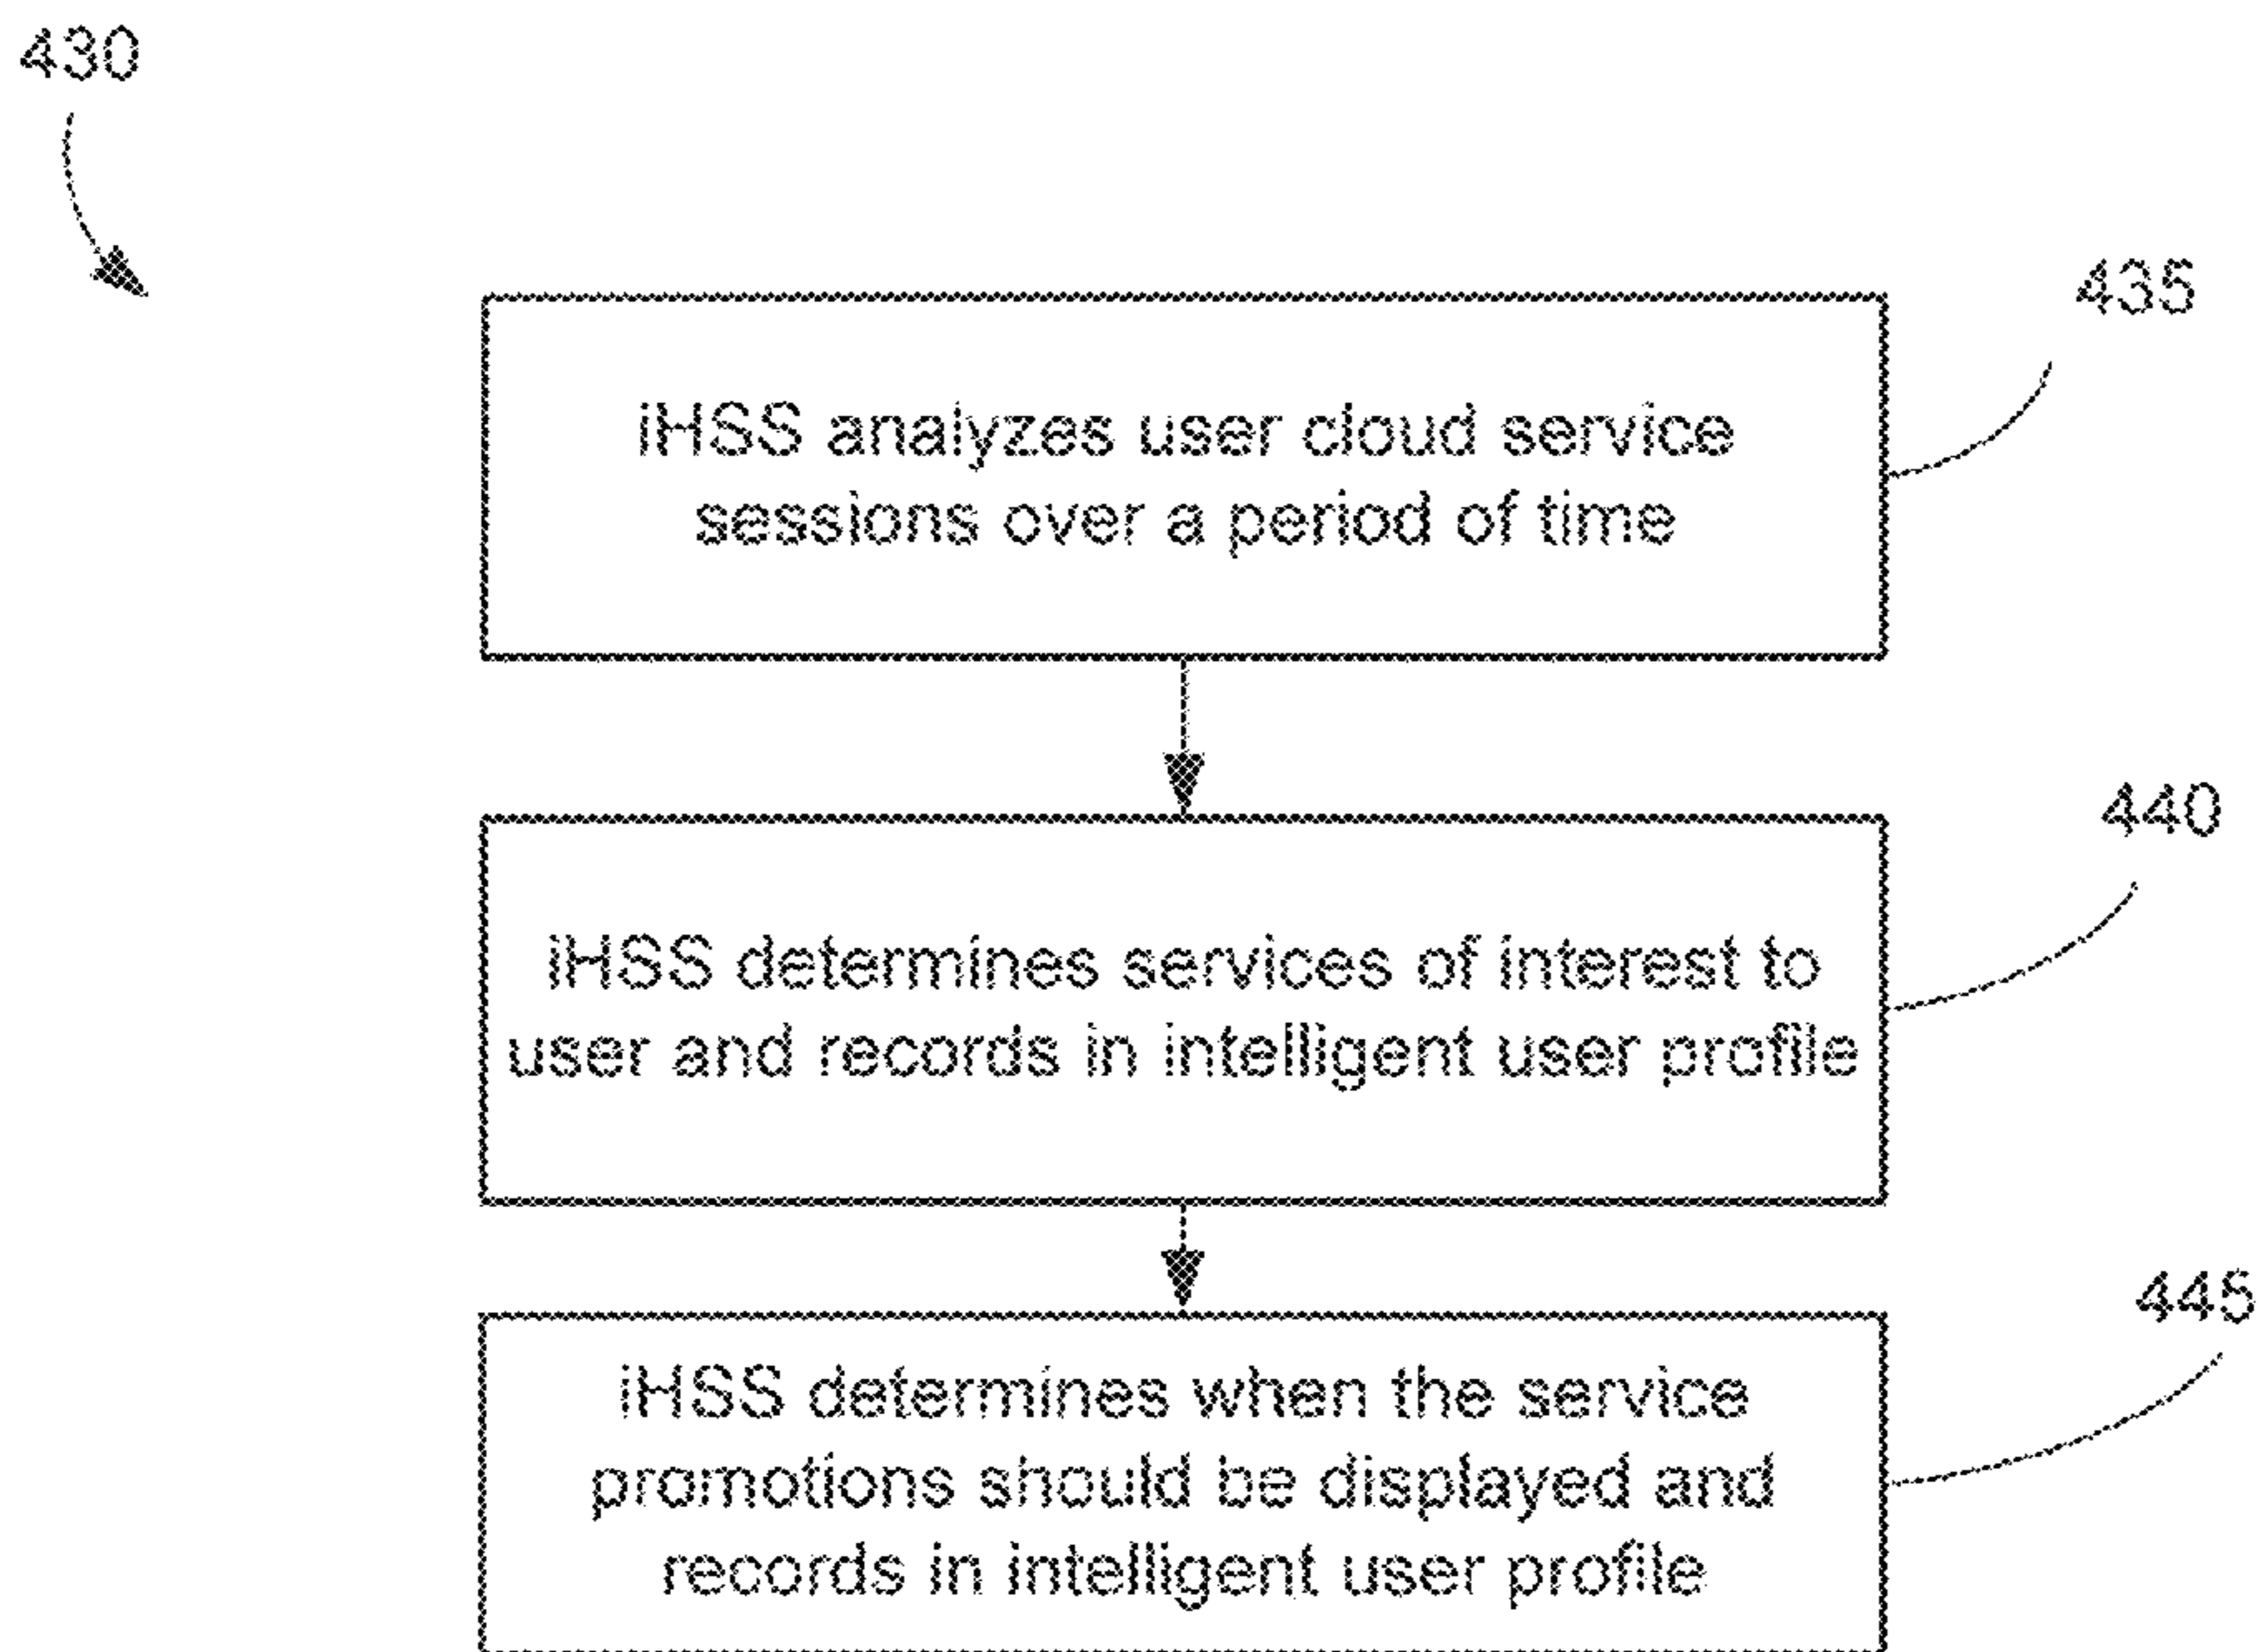 430
435
iHSS analyzes user cloud service
sessions over a period of time
440
iHSS determines services of interest to
user and records in intelligent user profile
445
iHSS determines when the service
promotions should be displayed and
records in intelligent user profile